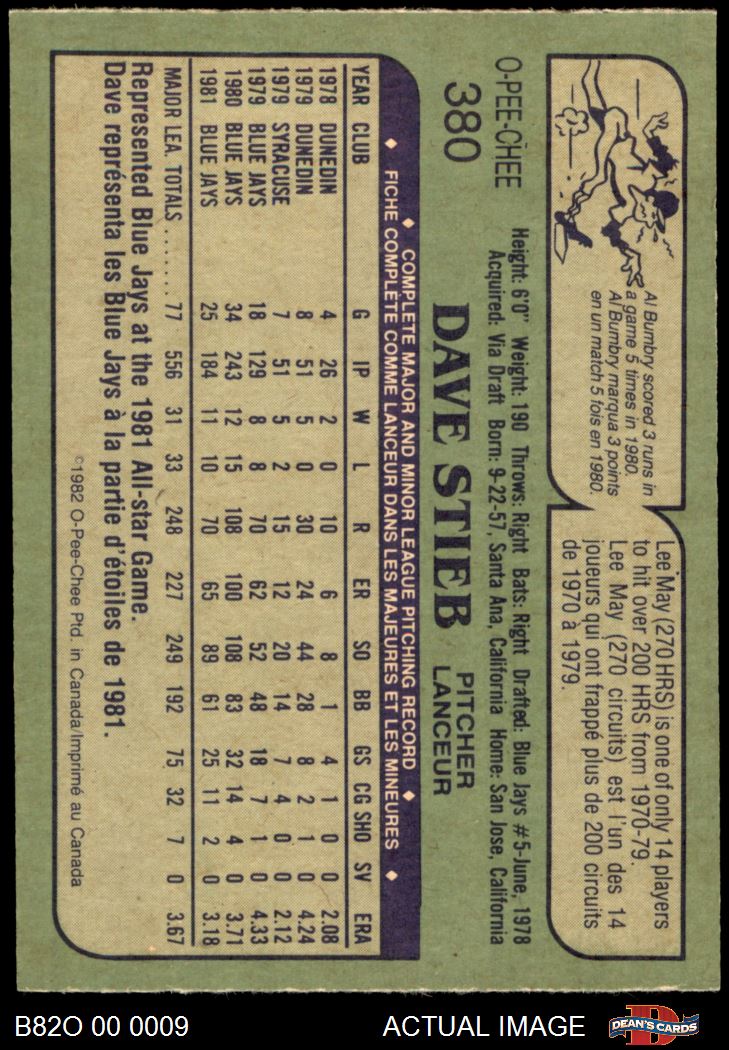 O-PEE-CHEE
380
Al Bumbry scored 3 runs in
a game 5 times in 1980.
Al Bumbry marqua 3 points
en un match 5 fois en 1980.
Lee May (270 HRS) is one of only 14 players
to hit over 200 HRS from 1970-79.
Lee May (270 circuits) est l'un des 14
joueurs qui ont frappé plus de 200 circuits
de 1970 à 1979.
Height: 6'0" Weight: 190 Throws: Right Bats: Right Drafted: Blue Jays #5-June, 1978
Acquired: Via Draft Born: 9-22-57, Santa Ana, California Home: San Jose, California
DAVE STIEB PITCHER
LANCEUR
♦ COMPLETE MAJOR AND MINOR LEAGUE PITCHING RECORD ♦
♦ FICHE COMPLETE COMME LANCEUR DANS LES MAJEURES ET LES MINEURES ♦
YEAR CLUB G IP W L R ER SO BB GS CG SHO SV ERA
1978 DUNEDIN 4 26 2 0 10 6 8 1 4 1 0 0 2.08
1979 DUNEDIN 8 51 5 0 30 24 44 28 8 2 1 0 4.24
1979 SYRACUSE 7 51 5 2 15 12 20 14 7 4 0 0 2.12
1979 BLUE JAYS 18 129 8 8 70 62 52 48 18 7 1 0 4.33
1980 BLUE JAYS 34 243 12 15 108 100 108 83 32 14 4 0 3.71
1981 BLUE JAYS 25 184 11 10 70 65 89 61 25 11 2 0 3.18
MAJOR LEA. TOTALS ...... 77 556 31 33 248 227 249 192 75 32 7 0 3.67
Represented Blue Jays at the 1981 All-star Game.
Dave représenta les Blue Jays à la partie d'étoiles de 1981.
©1982 O-Pee-Chee Ptd. in Canada/Imprimé au Canada
B82O 00 0009 ACTUAL IMAGE D DEAN'S CARDS